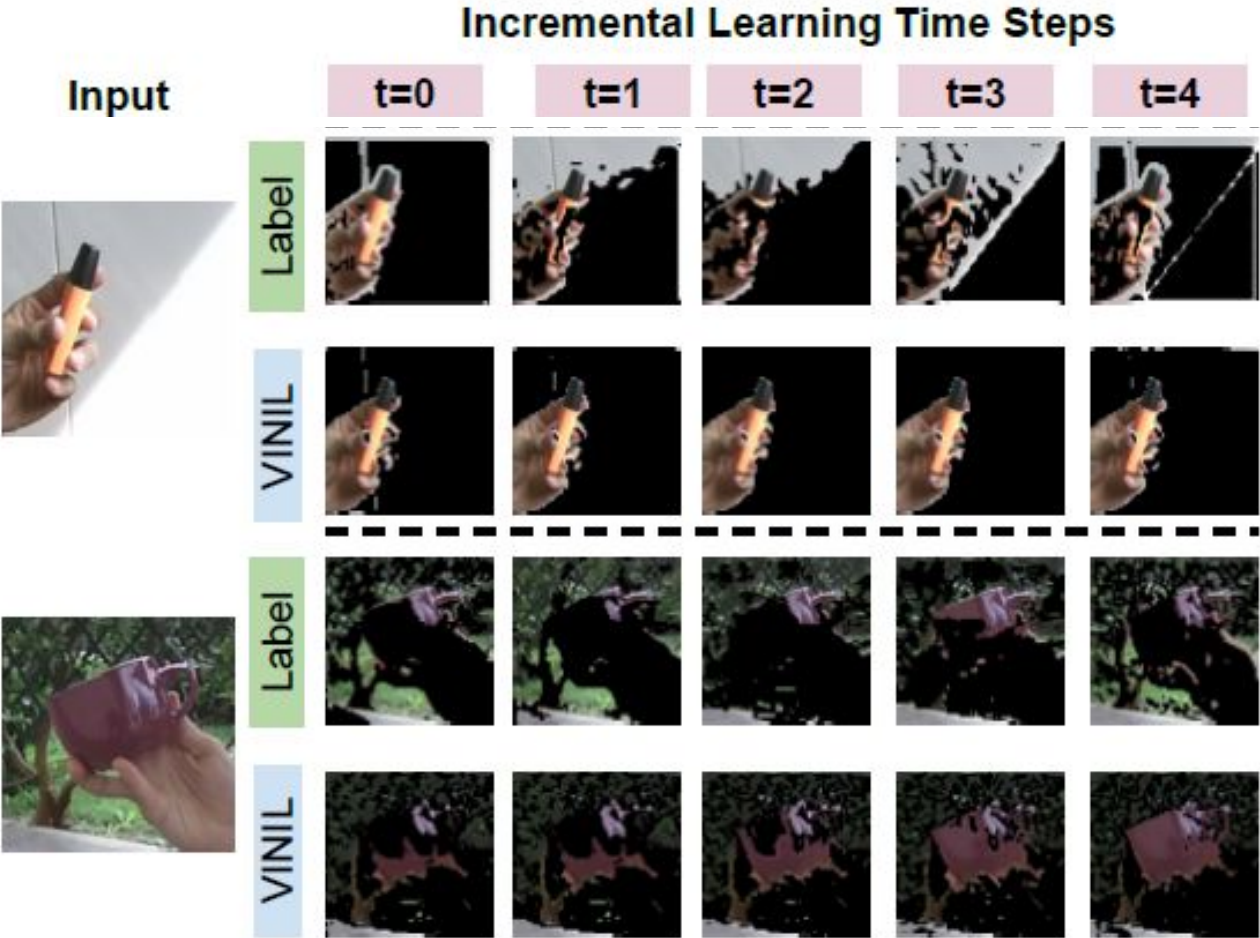 Incremental Learning Time Steps
Input
t=0 t=1 t=2 t=3 t=4
Label
VINIL
Label
VINIL